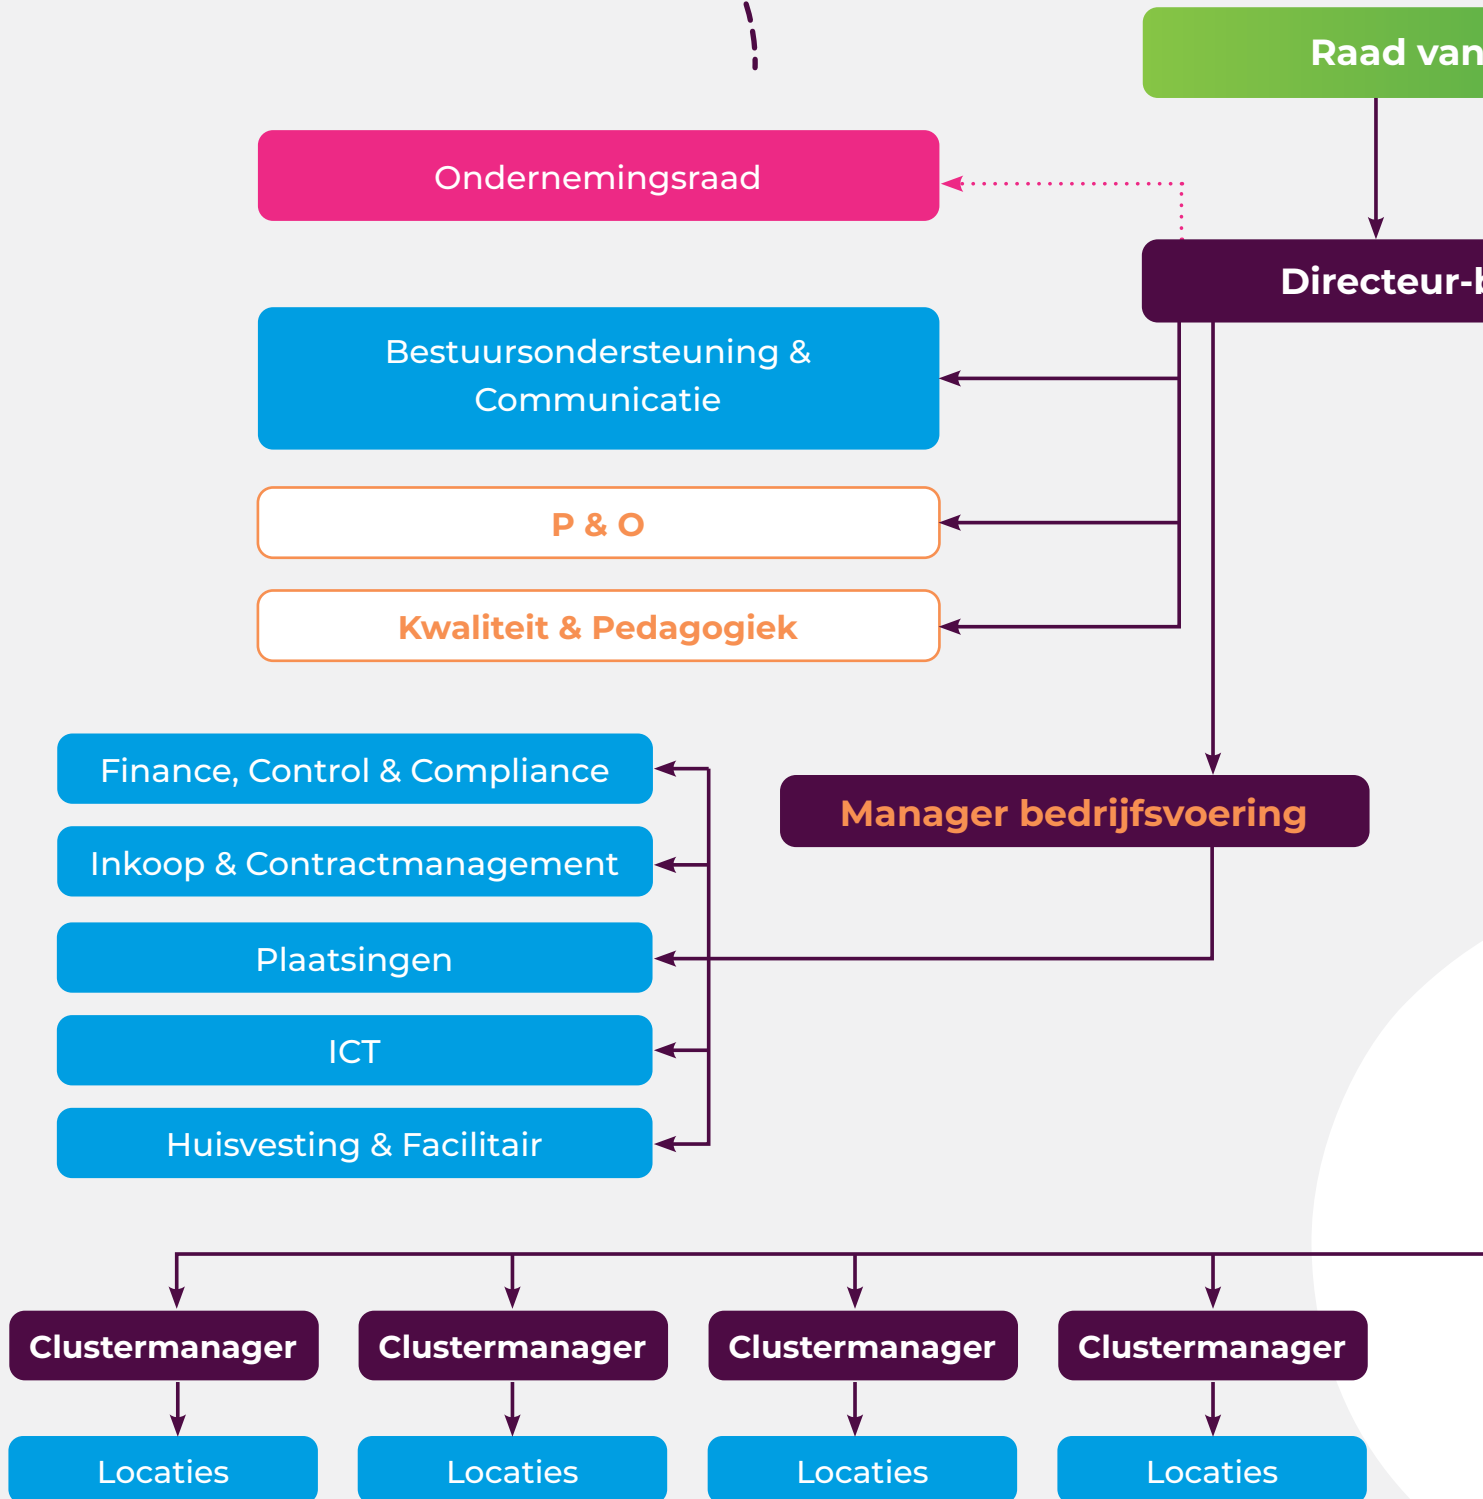 Raad van
Ondernemingsraad
Directeur-b
Bestuursondersteuning &
Communicatie
P & O
Kwaliteit & Pedagogiek
Finance, Control & Compliance
Manager bedrijfsvoering
Inkoop & Contractmanagement
Plaatsingen
ICT
Huisvesting & Facilitair
Clustermanager
Clustermanager
Clustermanager
Clustermanager
Locaties
Locaties
Locaties
Locaties